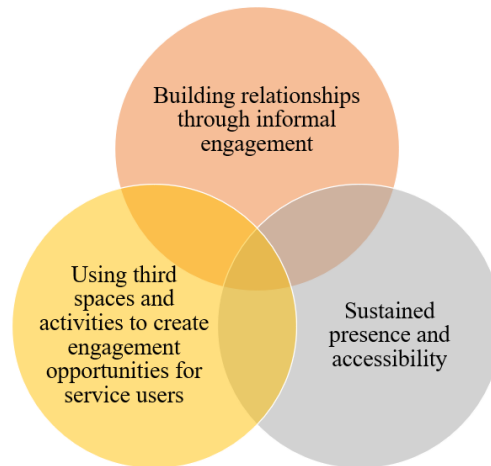 Building relationships
through informal
engagement
Using third
spaces and
activities to create
engagement
opportunities for
service users
Sustained
presence and
accessibility